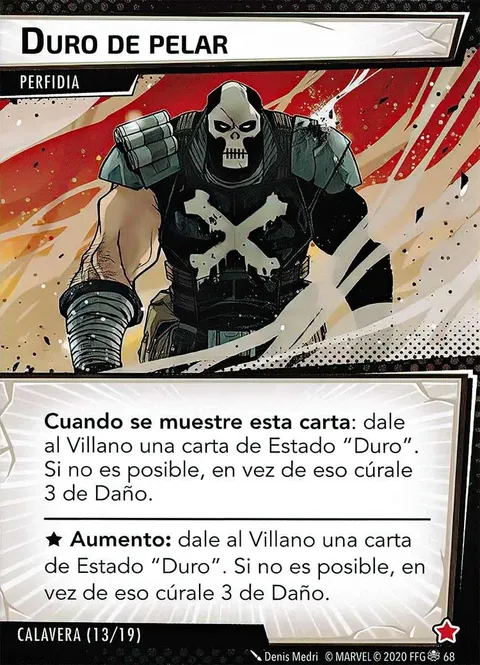 DURO DE PELAR
PERFIDIA
Cuando se muestre esta carta: dale
al Villano una carta de Estado “Duro”.
Si no es posible, en vez de eso cúrale
3 de Daño.
★ Aumento: dale al Villano una carta
de Estado “Duro”. Si no es posible, en
vez de eso cúrale 3 de Daño.
CALAVERA (13/19)
Denis Medri © MARVEL © 2020 FFG 68